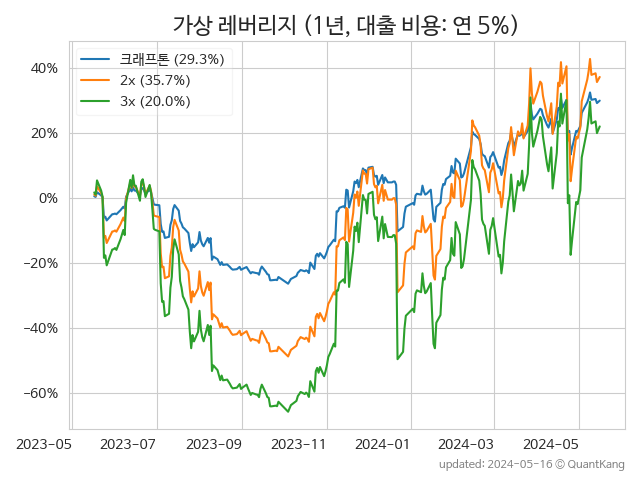 가상 레버리지 (1년, 대출 비용: 연 5%)
크래프톤 (29.3%)
2x (35.7%)
3x (20.0%)
40%
20%
0%
−20%
−40%
−60%
2023-05 2023-07 2023-09 2023-11 2024-01 2024-03 2024-05
updated: 2024-05-16 © QuantKang